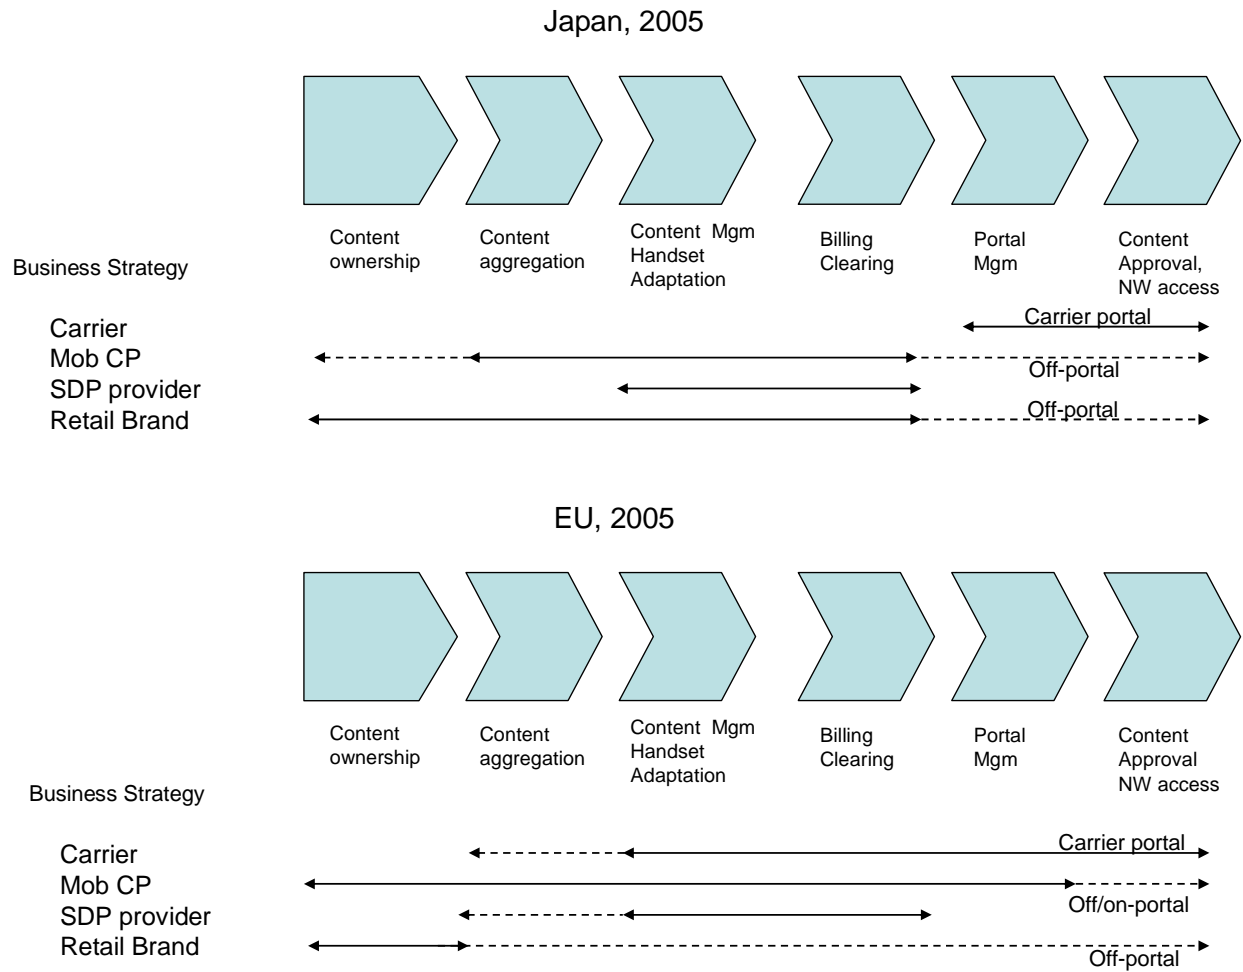 Japan, 2005
Content
ownership
Content
aggregation
Content Mgm
Handset
Adaptation
Billing
Clearing
Portal
Mgm
Content
Approval,
NW access
Business Strategy
Carrier
Carrier portal
Mob CP
Off-portal
SDP provider
Retail Brand
Off-portal
EU, 2005
Content
ownership
Content
aggregation
Content Mgm
Handset
Adaptation
Billing
Clearing
Portal
Mgm
Content
Approval
NW access
Business Strategy
Carrier
Carrier portal
Mob CP
Off/on-portal
SDP provider
Retail Brand
Off-portal